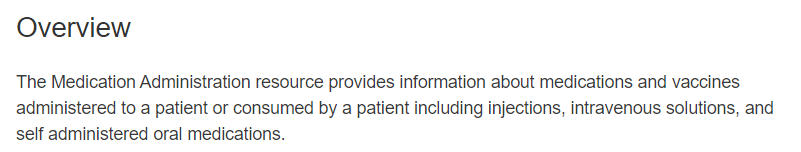 Overview
The Medication Administration resource provides information about medications and vaccines
administered to a patient or consumed by a patient including injections, intravenous solutions, and
self administered oral medications.